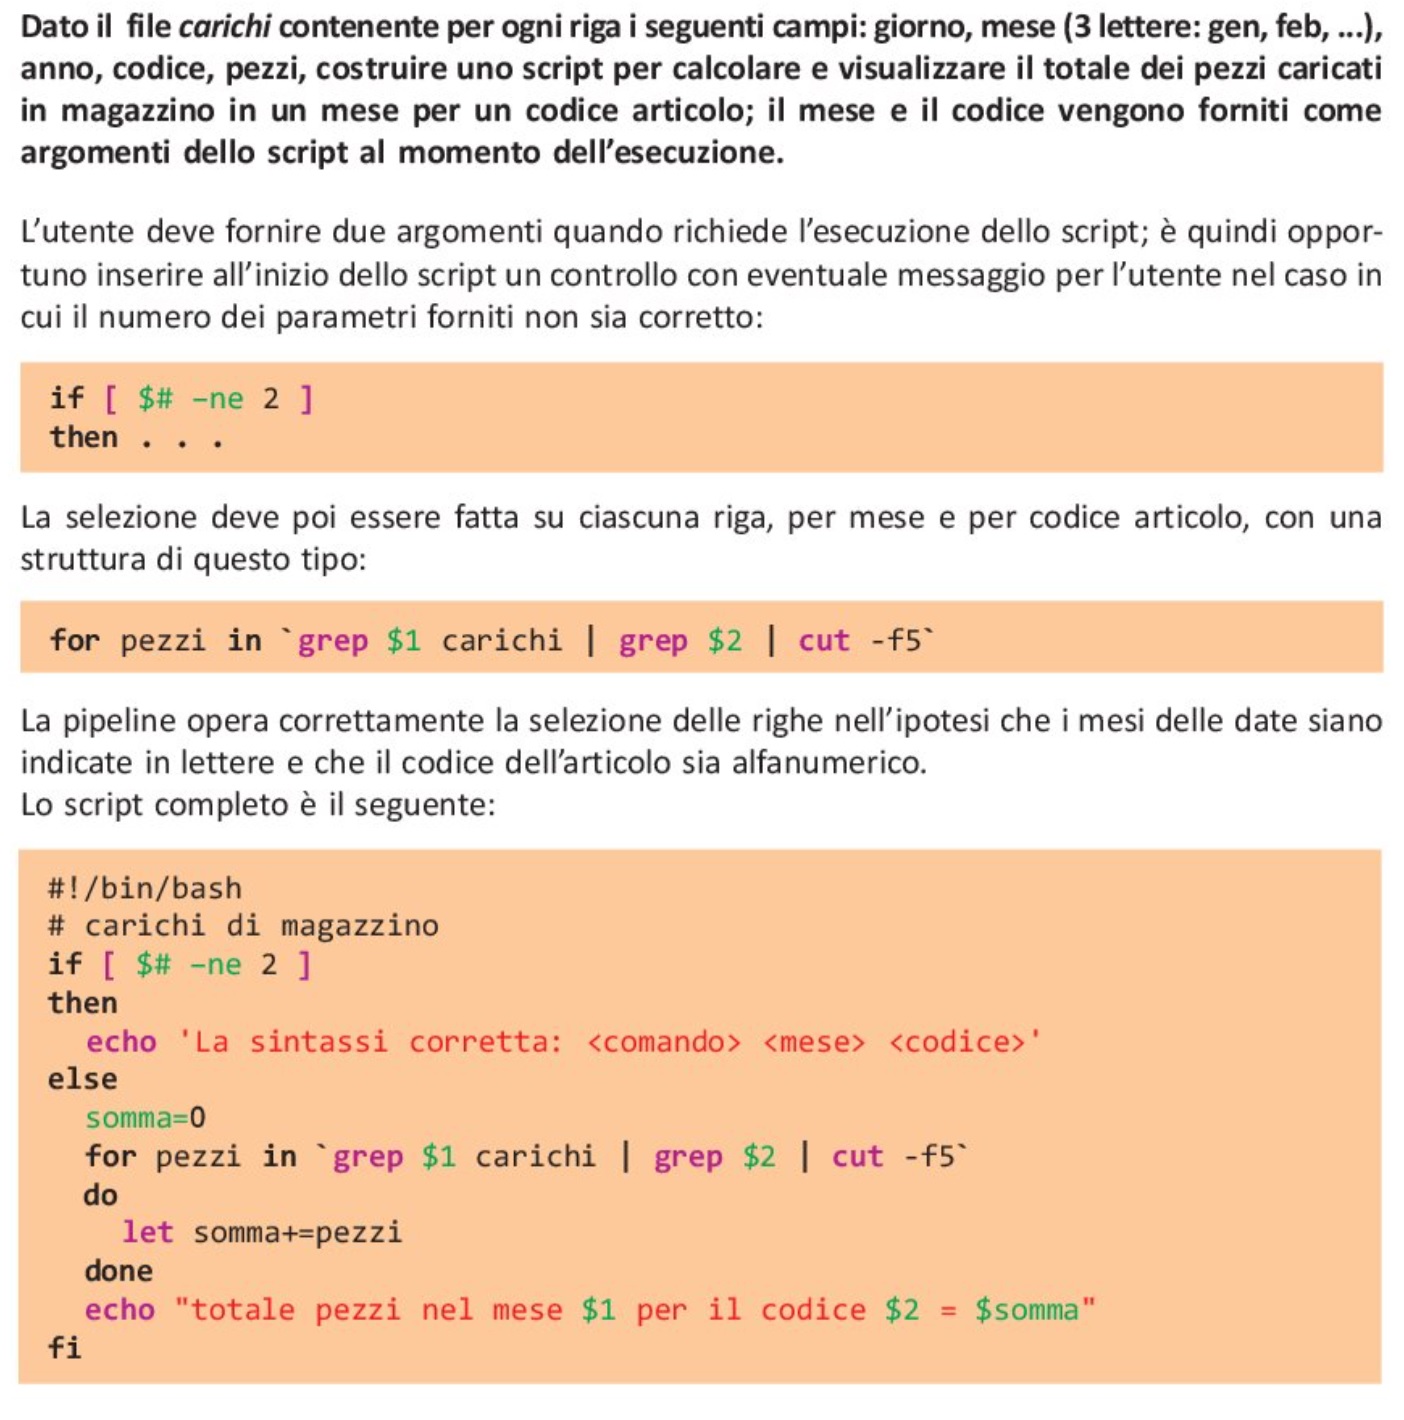 Dato il file carichi contenente per ogni riga i seguenti campi: giorno, mese (3 lettere: gen, feb, ...),
anno, codice, pezzi, costruire uno script per calcolare e visualizzare il totale dei pezzi caricati
in magazzino in un mese per un codice articolo; il mese e il codice vengono forniti come
argomenti dello script al momento dell’esecuzione.
L’utente deve fornire due argomenti quando richiede l’esecuzione dello script; è quindi oppor-
tuno inserire all’inizio dello script un controllo con eventuale messaggio per l’utente nel caso in
cui il numero dei parametri forniti non sia corretto:
if [ $# –ne 2 ]
then . . .
La selezione deve poi essere fatta su ciascuna riga, per mese e per codice articolo, con una
struttura di questo tipo:
for pezzi in `grep $1 carichi | grep $2 | cut -f5`
La pipeline opera correttamente la selezione delle righe nell’ipotesi che i mesi delle date siano
indicate in lettere e che il codice dell’articolo sia alfanumerico.
Lo script completo è il seguente:
#!/bin/bash
# carichi di magazzino
if [ $# –ne 2 ]
then
echo 'La sintassi corretta: <comando> <mese> <codice>'
else
somma=0
for pezzi in `grep $1 carichi | grep $2 | cut -f5`
do
let somma+=pezzi
done
echo "totale pezzi nel mese $1 per il codice $2 = $somma"
fi